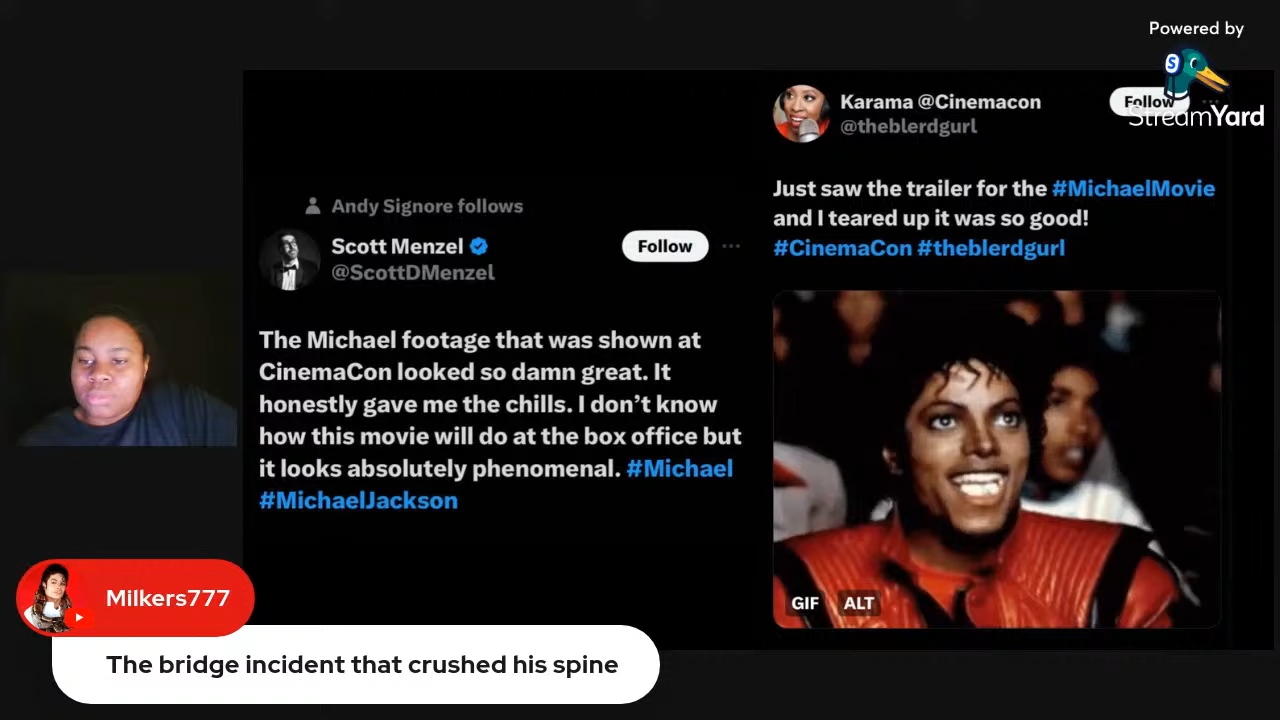 Powered by
StreamYard
Andy Signore follows
Scott Menzel
@ScottDMenzel
Follow
The Michael footage that was shown at
CinemaCon looked so damn great. It
honestly gave me the chills. I don’t know
how this movie will do at the box office but
it looks absolutely phenomenal. #Michael
#MichaelJackson
Karama @Cinemacon
@theblerdgurl
Follow
Just saw the trailer for the #MichaelMovie
and I teared up it was so good!
#CinemaCon #theblerdgurl
GIF ALT
Milkers777
The bridge incident that crushed his spine